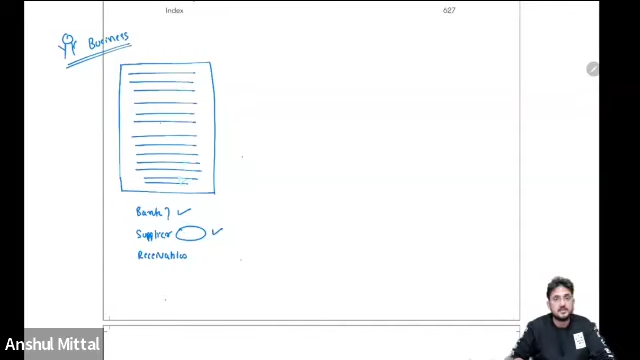 Index 627
Business
Bank ?
Supplier
Receivables
Anshul Mittal